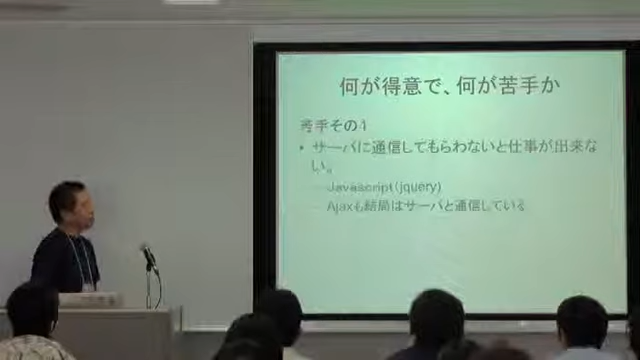 何が得意で、何が苦手か
苦手その1
• サーバに通信してもらわないと仕事が出来な
い。
– Javascript(jquery)
– Ajaxも結局はサーバと通信している